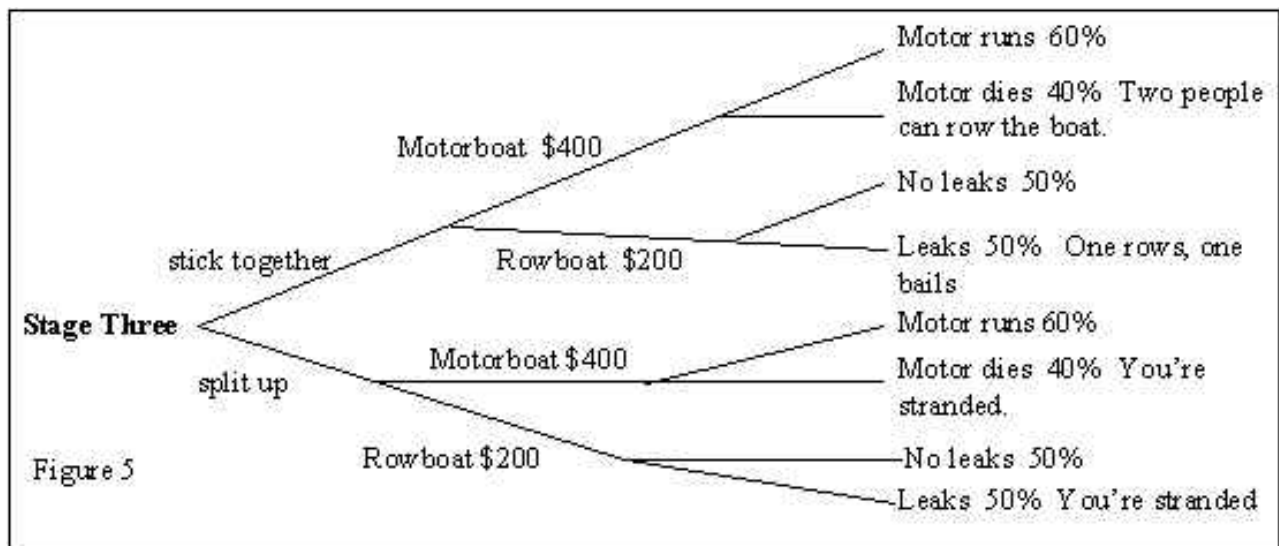 Motor runs 60%
Motor dies 40% Two people
can row the boat.
Motorboat $400
No leaks 50%
stick together
Rowboat $200
Leaks 50% One rows, one
bails
Stage Three
Motor runs 60%
Motorboat $400
split up
Motor dies 40% You're
stranded.
Rowboat $200
No leaks 50%
Figure 5
Leaks 50% You're stranded